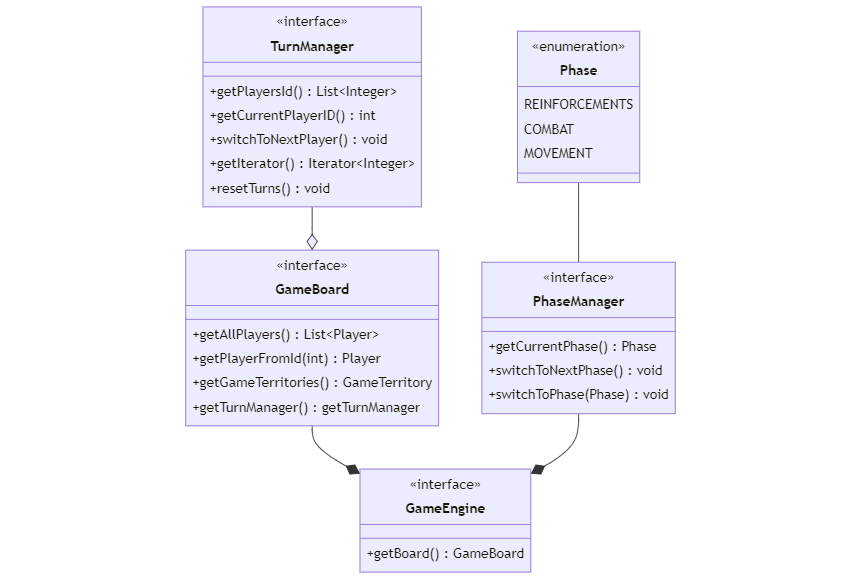 «interface»
TurnManager
+getPlayersId() : List<Integer>
+getCurrentPlayerID() : int
+switchToNextPlayer() : void
+getIterator() : Iterator<Integer>
+resetTurns() : void
«enumeration»
Phase
REINFORCEMENTS
COMBAT
MOVEMENT
«interface»
GameBoard
+getAllPlayers() : List<Player>
+getPlayerFromId(int) : Player
+getGameTerritories() : GameTerritory
+getTurnManager() : getTurnManager
«interface»
PhaseManager
+getCurrentPhase() : Phase
+switchToNextPhase() : void
+switchToPhase(Phase) : void
«interface»
GameEngine
+getBoard() : GameBoard